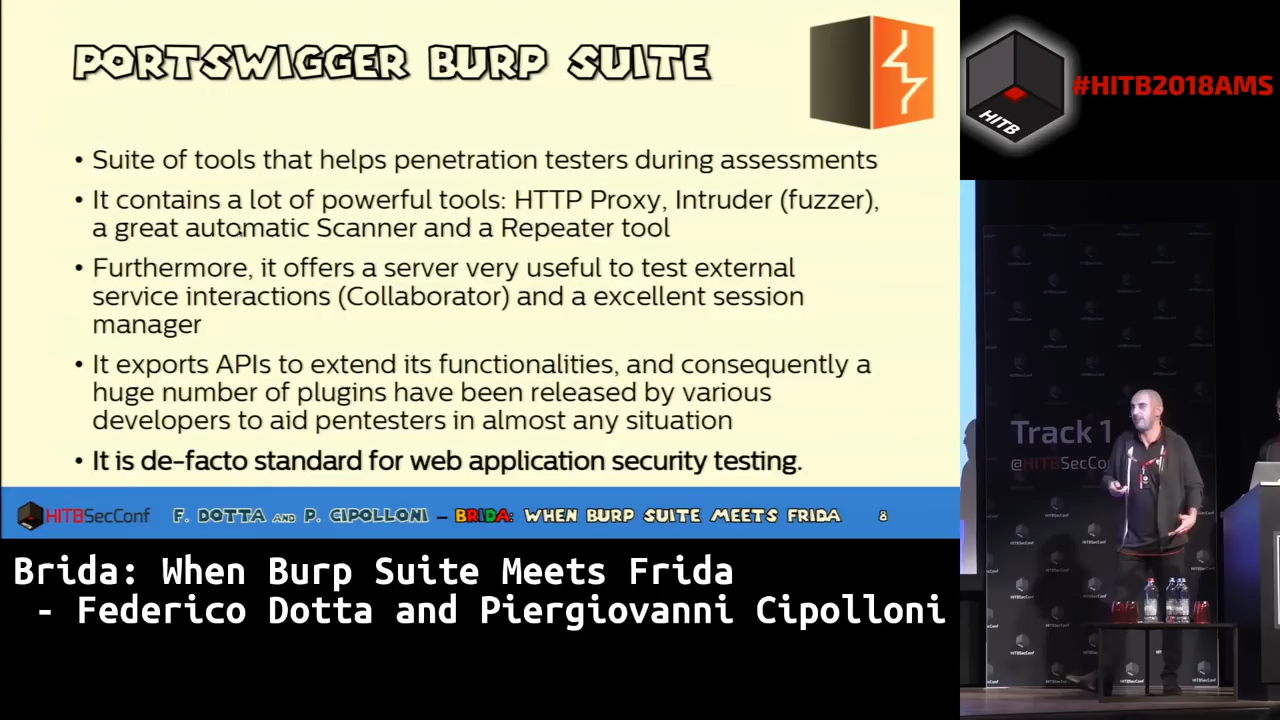 PORTSWIGGER BURP SUITE
• Suite of tools that helps penetration testers during assessments
• It contains a lot of powerful tools: HTTP Proxy, Intruder (fuzzer),
a great automatic Scanner and a Repeater tool
• Furthermore, it offers a server very useful to test external
service interactions (Collaborator) and a excellent session
manager
• It exports APIs to extend its functionalities, and consequently a
huge number of plugins have been released by various
developers to aid pentesters in almost any situation
• It is de-facto standard for web application security testing.
HITBSecConf F. DOTTA AND P. CIPOLLONI – BRIDA: WHEN BURP SUITE MEETS FRIDA 8
Brida: When Burp Suite Meets Frida
- Federico Dotta and Piergiovanni Cipolloni
HITB
#HITB2018AMS
Track 1
@HITBSecCon